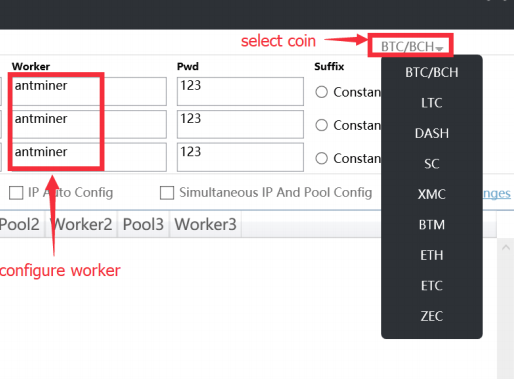 select coin
BTC/BCH
Worker Pwd Suffix
antminer 123 Constan
antminer 123 Constan
antminer 123 Constan
IP Auto Config Simultaneous IP And Pool Config nges
Pool2 Worker2 Pool3 Worker3
configure worker
BTC/BCH
LTC
DASH
SC
XMC
BTM
ETH
ETC
ZEC